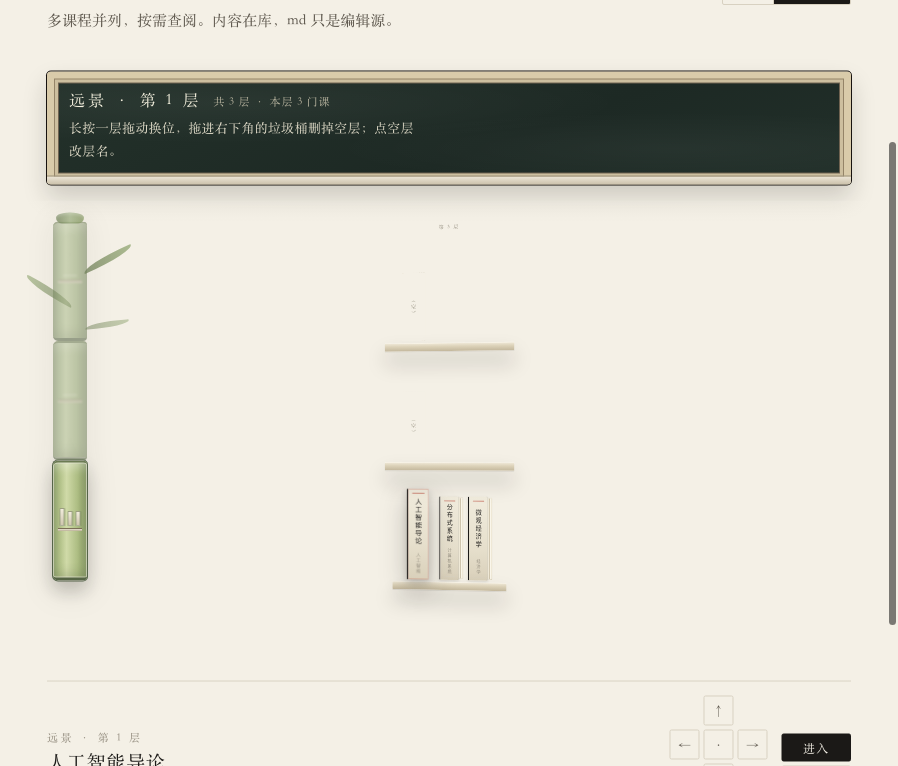 多课程并列，按需查阅。内容在库，md 只是编辑源。
远景 · 第 1 层 共 3 层 · 本层 3 门课
长按一层拖动换位，拖进右下角的垃圾桶删掉空层；点空层
改层名。
人工智能导论
人工智能
分布式系统
微观经济学
远景 · 第 1 层
人工智能导论
↑
← · →
进入